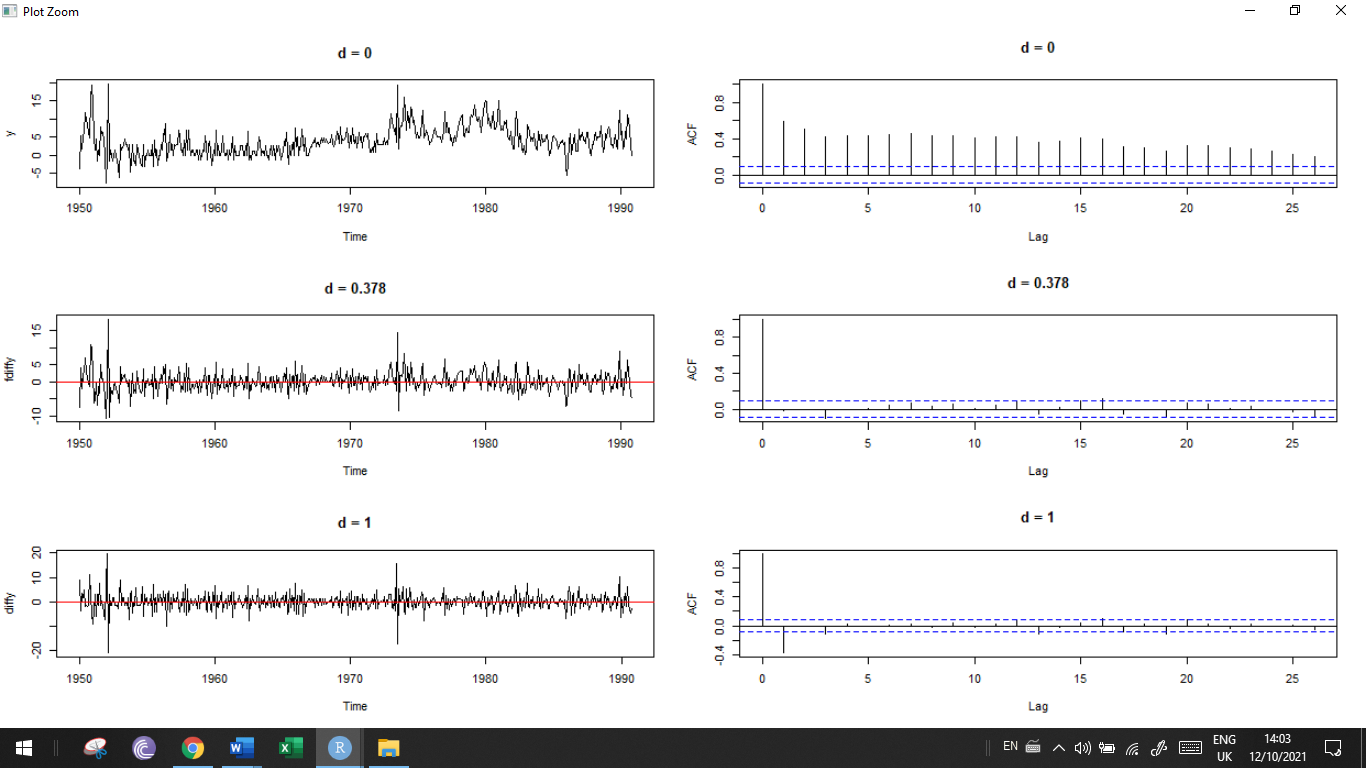 Plot Zoom
d = 0
y
-5 0 5 15
1950 1960 1970 1980 1990
Time
d = 0
ACF
0.0 0.4 0.8
0 5 10 15 20 25
Lag
d = 0.378
fdiffy
-10 0 5 15
1950 1960 1970 1980 1990
Time
d = 0.378
ACF
0.0 0.4 0.8
0 5 10 15 20 25
Lag
d = 1
diffy
-20 0 10 20
1950 1960 1970 1980 1990
Time
d = 1
ACF
-0.4 0.0 0.4 0.8
0 5 10 15 20 25
Lag
W
X
R
EN
ENG
UK
14:03
12/10/2021